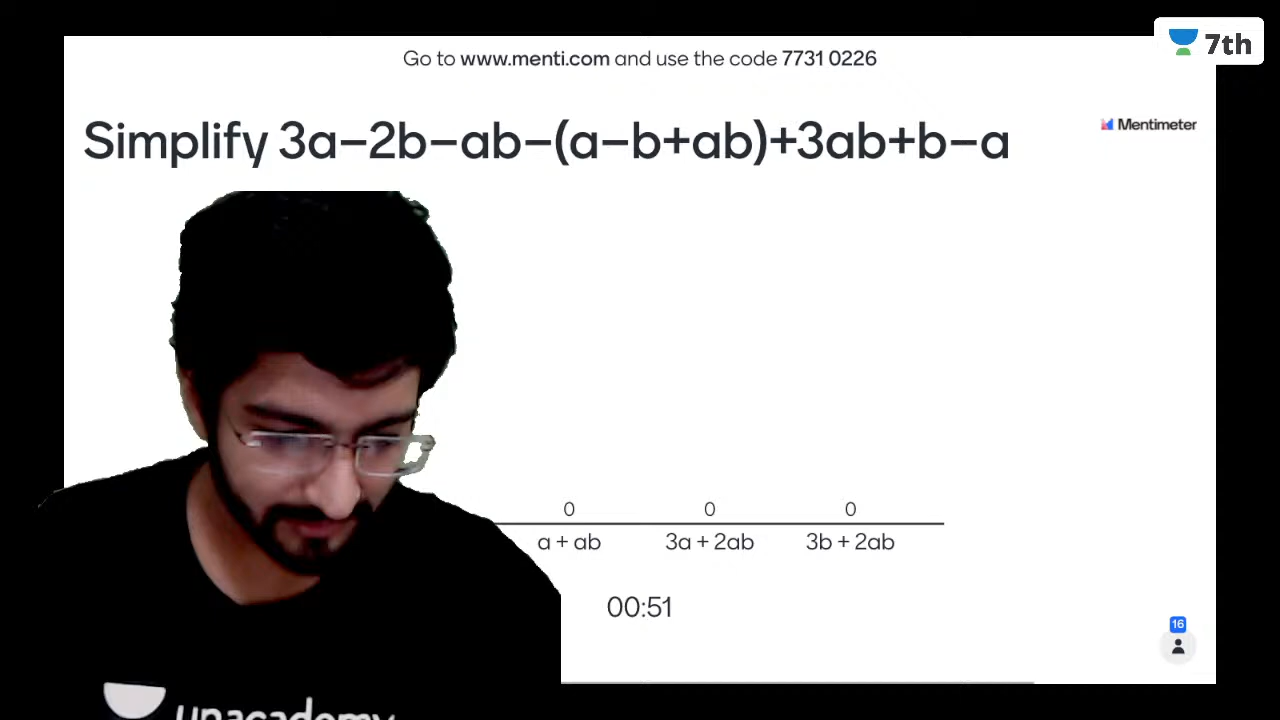 7th
Go to www.menti.com and use the code 7731 0226
Simplify 3a−2b−ab−(a−b+ab)+3ab+b−a
Mentimeter
0 0 0
a + ab 3a + 2ab 3b + 2ab
00:51
16
unacademy